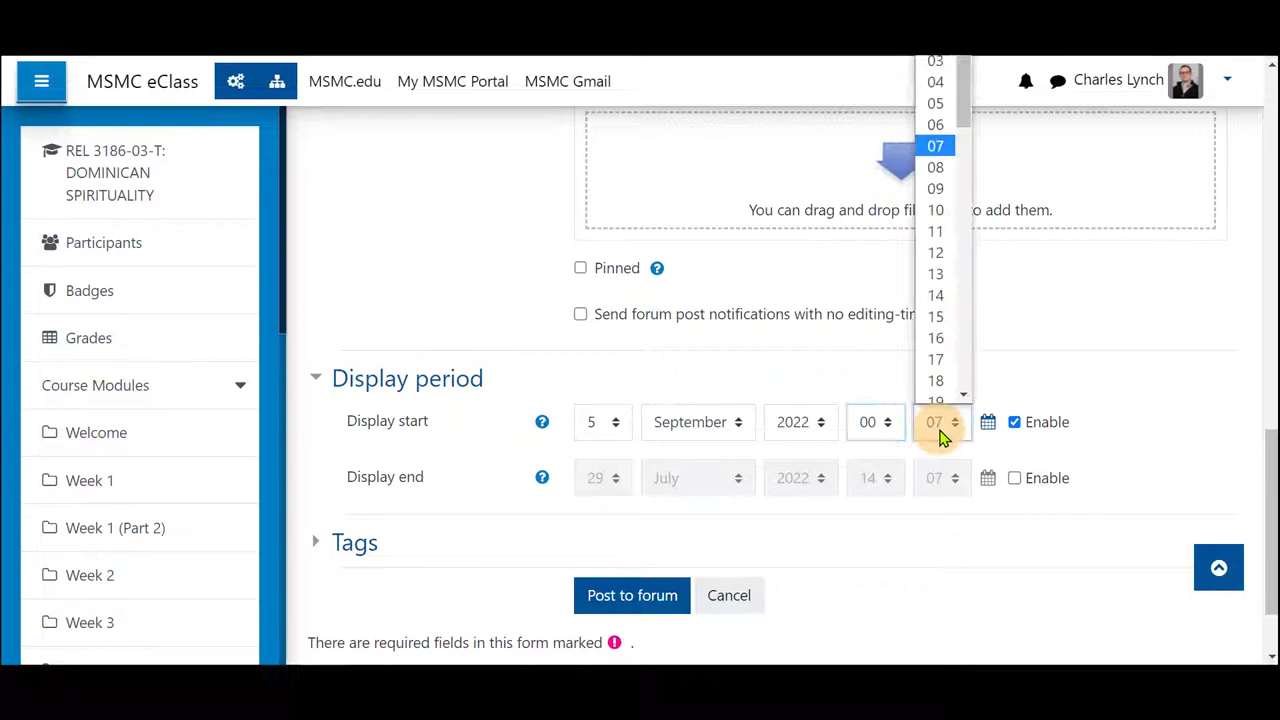 MSMC eClass
MSMC.edu My MSMC Portal MSMC Gmail
Charles Lynch
REL 3186-03-T:
DOMINICAN
SPIRITUALITY
Participants
Badges
Grades
Course Modules
Welcome
Week 1
Week 1 (Part 2)
Week 2
Week 3
03
04
05
06
07
08
09
10
11
12
13
14
15
16
17
18
19
You can drag and drop fil to add them.
Pinned
Send forum post notifications with no editing-ti
Display period
Display start 5 September 2022 00 07 Enable
Display end 29 July 2022 14 07 Enable
Tags
Post to forum Cancel
There are required fields in this form marked .